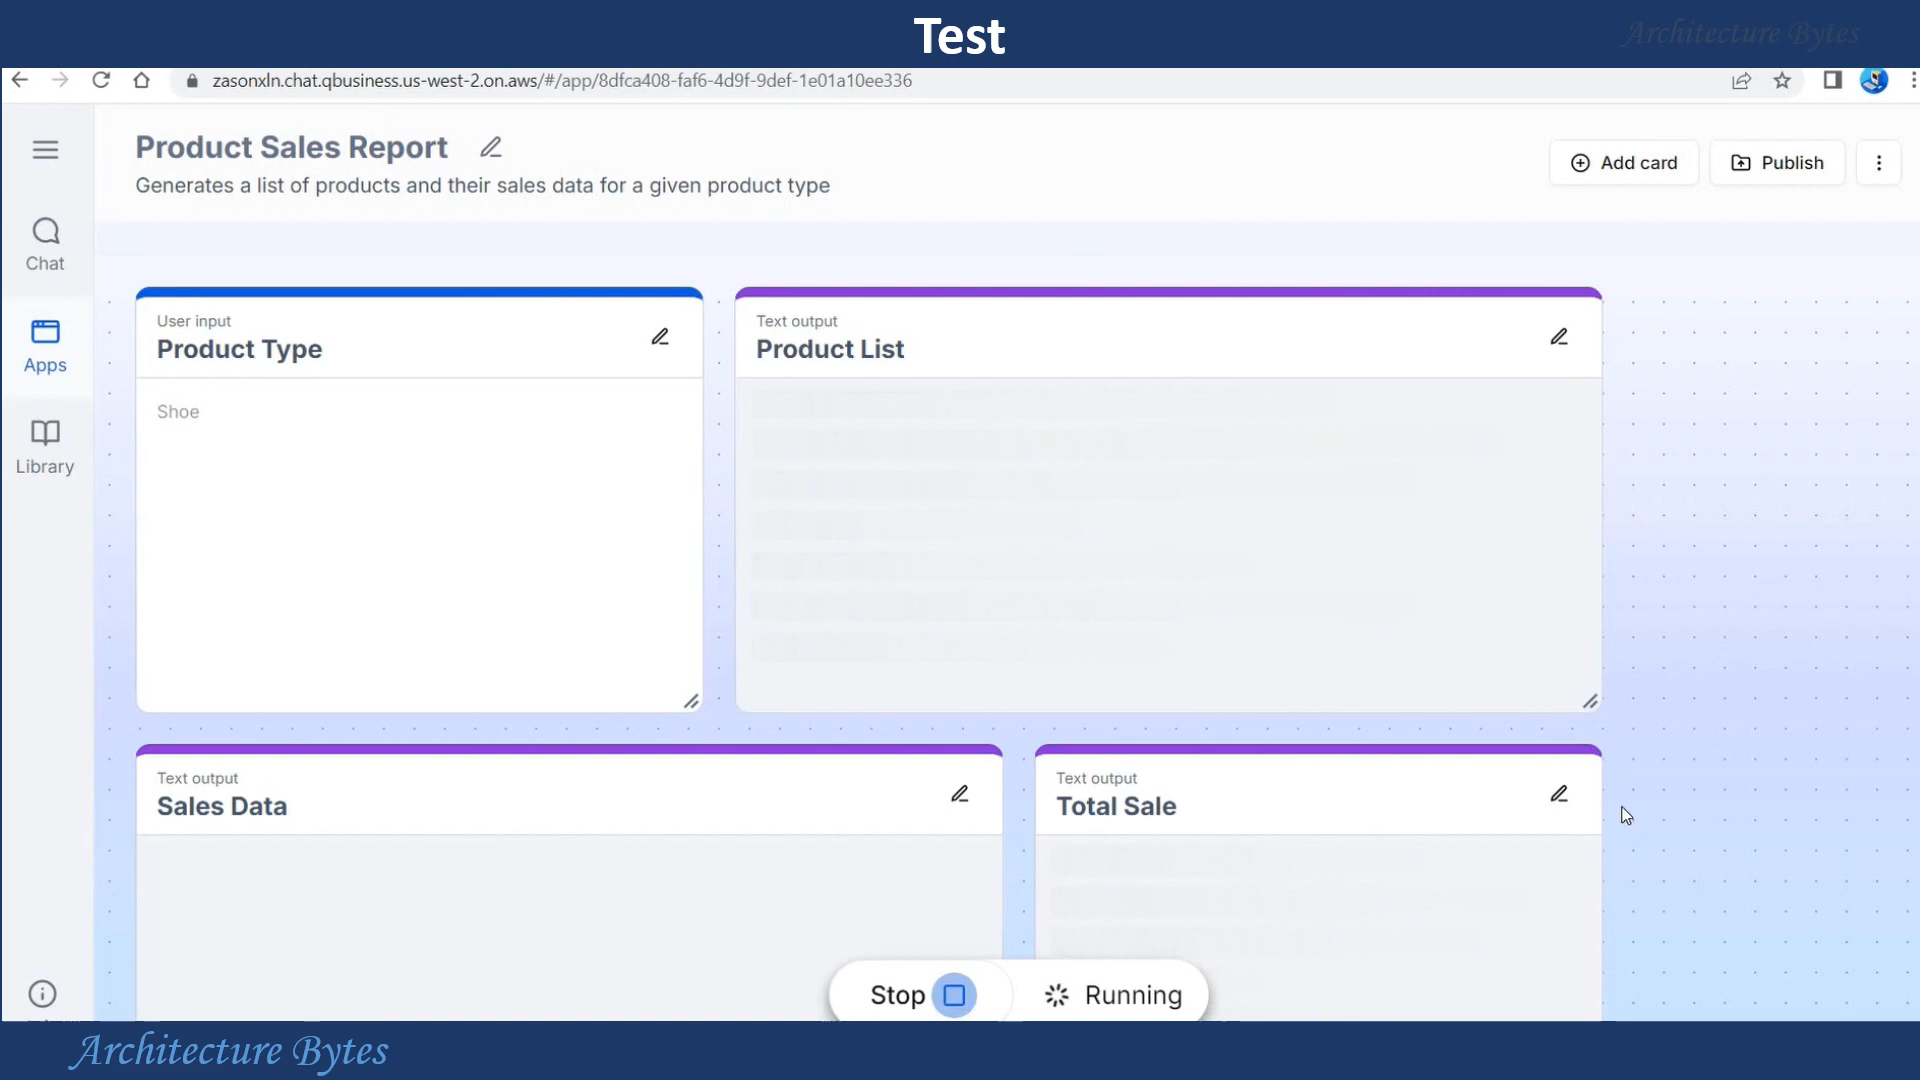 Test
Architecture Bytes
zasonxln.chat.qbusiness.us-west-2.on.aws/#/app/8dfca408-faf6-4d9f-9def-1e01a10ee336
Product Sales Report
Generates a list of products and their sales data for a given product type
Add card
Publish
Chat
Apps
Library
User input
Product Type
Shoe
Text output
Product List
Text output
Sales Data
Text output
Total Sale
Stop
Running
Architecture Bytes